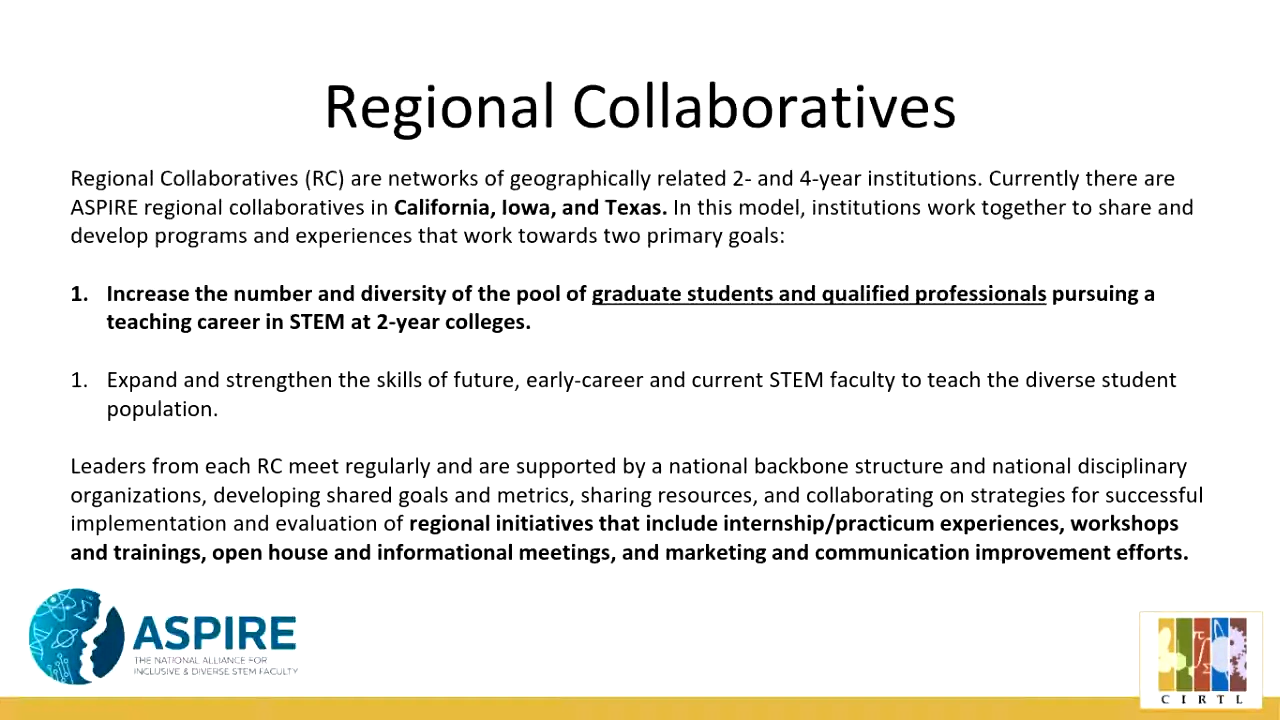 Regional Collaboratives
Regional Collaboratives (RC) are networks of geographically related 2- and 4-year institutions. Currently there are
ASPIRE regional collaboratives in California, Iowa, and Texas. In this model, institutions work together to share and
develop programs and experiences that work towards two primary goals:
1. Increase the number and diversity of the pool of graduate students and qualified professionals pursuing a
teaching career in STEM at 2-year colleges.
1. Expand and strengthen the skills of future, early-career and current STEM faculty to teach the diverse student
population.
Leaders from each RC meet regularly and are supported by a national backbone structure and national disciplinary
organizations, developing shared goals and metrics, sharing resources, and collaborating on strategies for successful
implementation and evaluation of regional initiatives that include internship/practicum experiences, workshops
and trainings, open house and informational meetings, and marketing and communication improvement efforts.
ASPIRE
THE NATIONAL ALLIANCE FOR
INCLUSIVE & DIVERSE STEM FACULTY
CIRTL